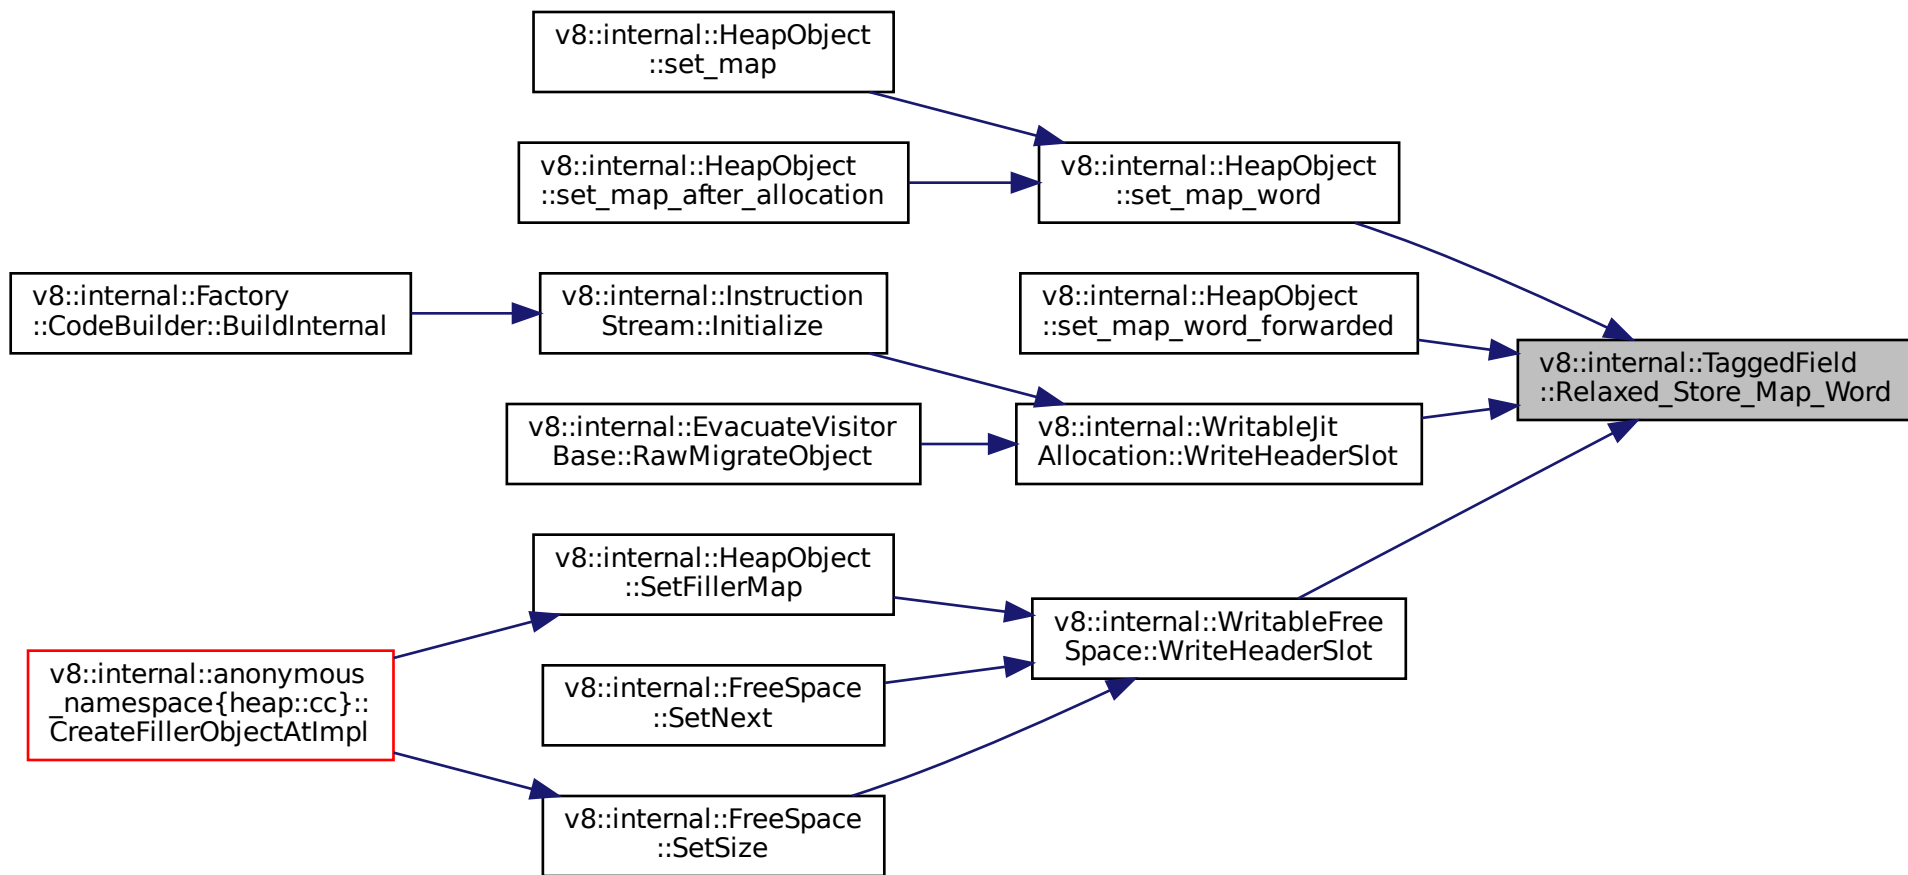 v8::internal::HeapObject
::set_map
v8::internal::HeapObject
::set_map_after_allocation
v8::internal::HeapObject
::set_map_word
v8::internal::Factory
::CodeBuilder::BuildInternal
v8::internal::Instruction
Stream::Initialize
v8::internal::HeapObject
::set_map_word_forwarded
v8::internal::TaggedField
::Relaxed_Store_Map_Word
v8::internal::EvacuateVisitor
Base::RawMigrateObject
v8::internal::WritableJit
Allocation::WriteHeaderSlot
v8::internal::HeapObject
::SetFillerMap
v8::internal::WritableFree
Space::WriteHeaderSlot
v8::internal::anonymous
_namespace{heap::cc}::
CreateFillerObjectAtImpl
v8::internal::FreeSpace
::SetNext
v8::internal::FreeSpace
::SetSize